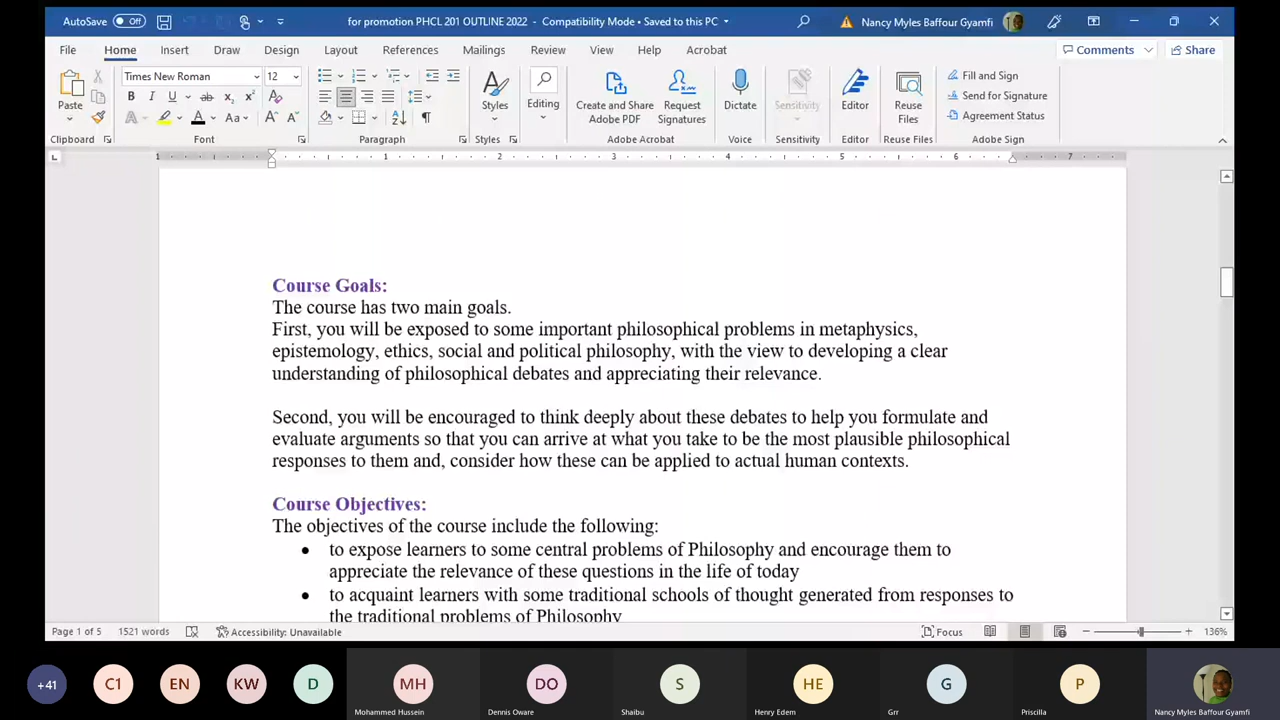 AutoSave Off for promotion PHCL 201 OUTLINE 2022 - Compatibility Mode • Saved to this PC Nancy Myles Baffour Gyamfi
File Home Insert Draw Design Layout References Mailings Review View Help Acrobat Comments Share
Times New Roman 12
Paste Styles Editing Create and Share Adobe PDF Request Signatures Dictate Sensitivity Editor Reuse Files Fill and Sign
Send for Signature
Agreement Status
Clipboard Font Paragraph Styles Adobe Acrobat Voice Sensitivity Editor Reuse Files Adobe Sign
1 1 2 3 4 5 6 7
Course Goals:
The course has two main goals.
First, you will be exposed to some important philosophical problems in metaphysics,
epistemology, ethics, social and political philosophy, with the view to developing a clear
understanding of philosophical debates and appreciating their relevance.
Second, you will be encouraged to think deeply about these debates to help you formulate and
evaluate arguments so that you can arrive at what you take to be the most plausible philosophical
responses to them and, consider how these can be applied to actual human contexts.
Course Objectives:
The objectives of the course include the following:
• to expose learners to some central problems of Philosophy and encourage them to
appreciate the relevance of these questions in the life of today
• to acquaint learners with some traditional schools of thought generated from responses to
the traditional problems of Philosophy
Page 1 of 5 1521 words Accessibility: Unavailable Focus 136%
+41 C1 EN KW D MH DO S HE G P
Mohammed Hussein Dennis Oware Shaibu Henry Edem Grr Priscilla Nancy Myles Baffour Gyamfi